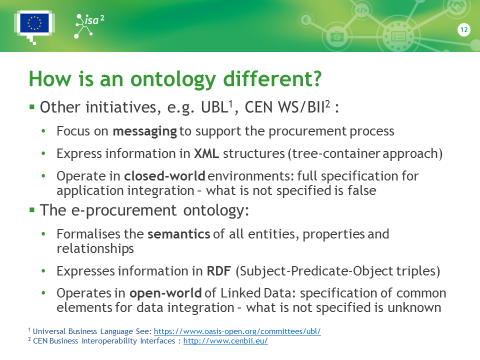 isa²
12
How is an ontology different?
▪ Other initiatives, e.g. UBL¹, CEN WS/BII² :
• Focus on messaging to support the procurement process
• Express information in XML structures (tree-container approach)
• Operate in closed-world environments: full specification for
application integration – what is not specified is false
▪ The e-procurement ontology:
• Formalises the semantics of all entities, properties and
relationships
• Expresses information in RDF (Subject-Predicate-Object triples)
• Operates in open-world of Linked Data: specification of common
elements for data integration – what is not specified is unknown
¹ Universal Business Language See: https://www.oasis-open.org/committees/ubl/
² CEN Business Interoperability Interfaces : http://www.cenbii.eu/